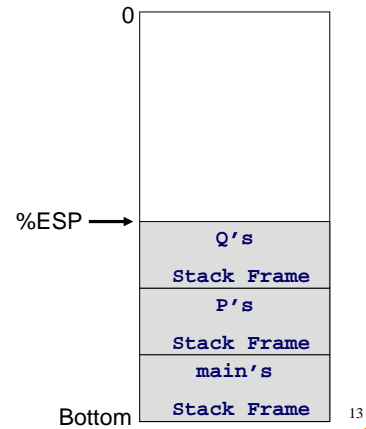 0
%ESP
Q's
Stack Frame
P's
Stack Frame
main's
Stack Frame
Bottom
13